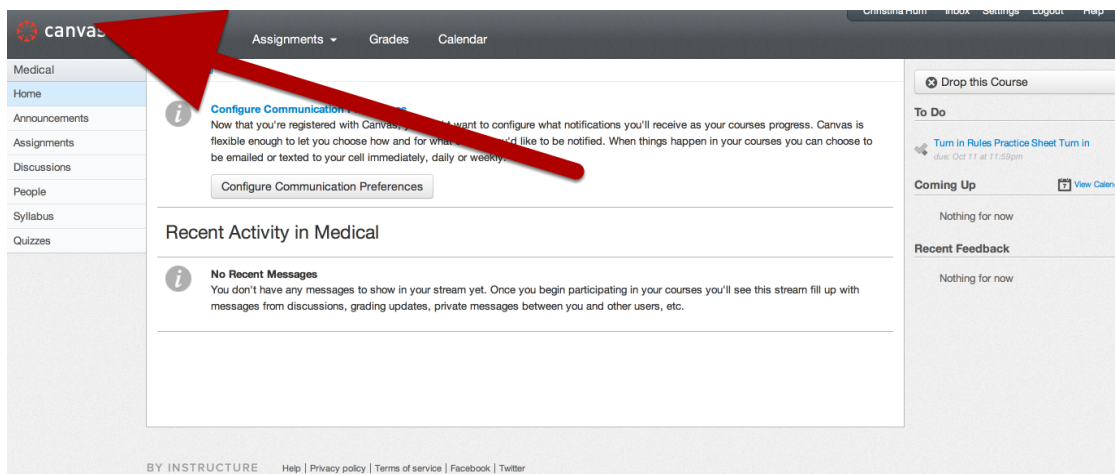 Inbox Settings Logout Help
canvas
Assignments Grades Calendar
Medical
Home
Announcements
Assignments
Discussions
People
Syllabus
Quizzes
Configure Communication
Now that you're registered with Canvas, want to configure what notifications you'll receive as your courses progress. Canvas is
flexible enough to let you choose how and for what like to be notified. When things happen in your courses you can choose to
be emailed or texted to your cell immediately, daily or weekly.
Configure Communication Preferences
Recent Activity in Medical
No Recent Messages
You don't have any messages to show in your stream yet. Once you begin participating in your courses you'll see this stream fill up with
messages from discussions, grading updates, private messages between you and other users, etc.
Drop this Course
To Do
Turn in Rules Practice Sheet Turn in
due: Oct 11 at 11:59pm
Coming Up View
Nothing for now
Recent Feedback
Nothing for now
BY INSTRUCTURE Help | Privacy policy | Terms of service | Facebook | Twitter